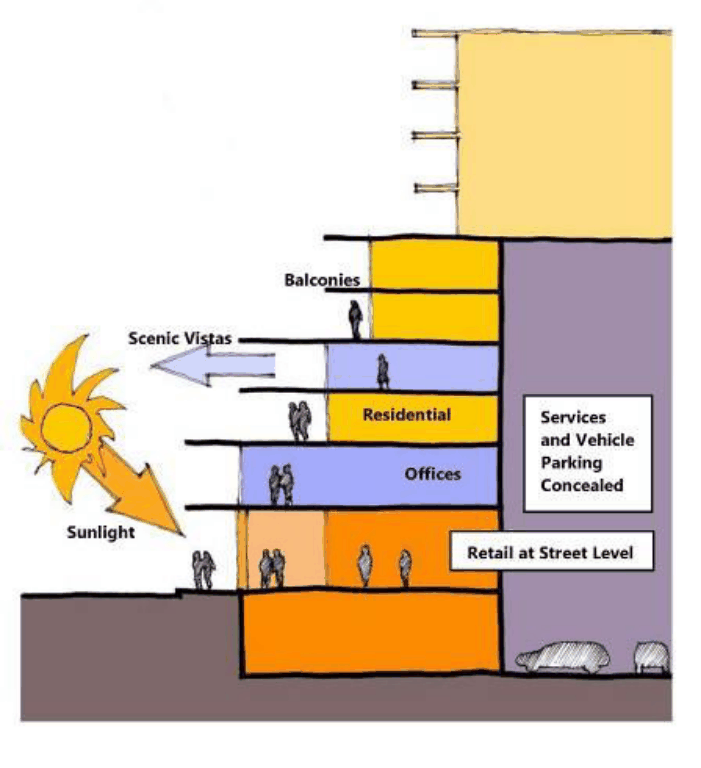 Balconies
Scenic Vistas
Residential
Services
and Vehicle
Parking
Concealed
Offices
Sunlight
Retail at Street Level